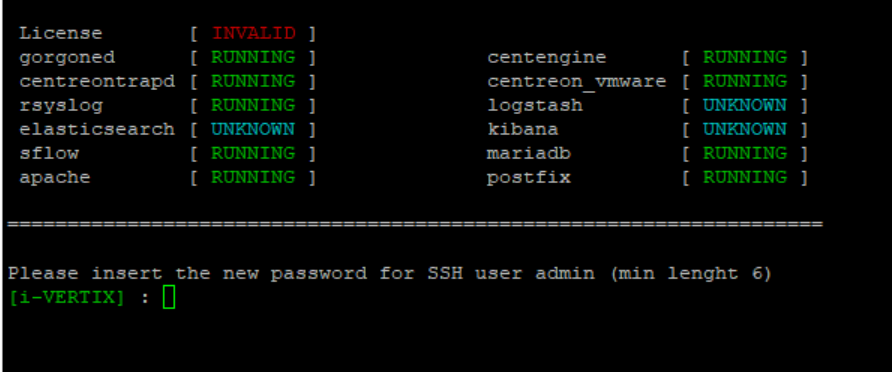 License [ INVALID ]
gorgoned [ RUNNING ] centengine [ RUNNING ]
centreontrapd [ RUNNING ] centreon_vmware [ RUNNING ]
rsyslog [ RUNNING ] logstash [ UNKNOWN ]
elasticsearch [ UNKNOWN ] kibana [ UNKNOWN ]
sflow [ RUNNING ] mariadb [ RUNNING ]
apache [ RUNNING ] postfix [ RUNNING ]
====================================================================
Please insert the new password for SSH user admin (min lenght 6)
[i-VERTIX] :